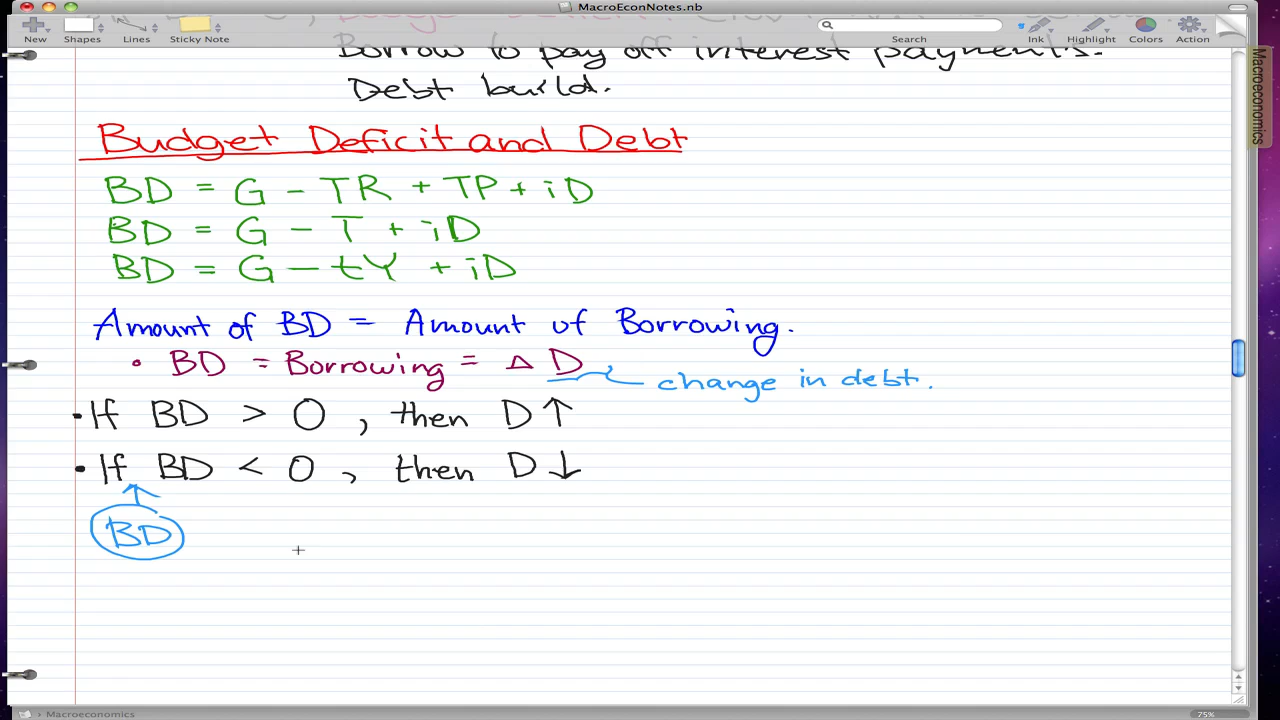 MacroEconNotes.nb
New Shapes Lines Sticky Note Search Ink Highlight Colors Action
Macroeconomics
Borrow to pay off interest payments.
Debt build.
Budget Deficit and Debt
BD = G - TR + TP + iD
BD = G - T + iD
BD = G - tY + iD
Amount of BD = Amount of Borrowing.
• BD = Borrowing = Δ D
change in debt.
• If BD > 0, then D ↑
• If BD < 0, then D ↓
BD
Macroeconomics
75%